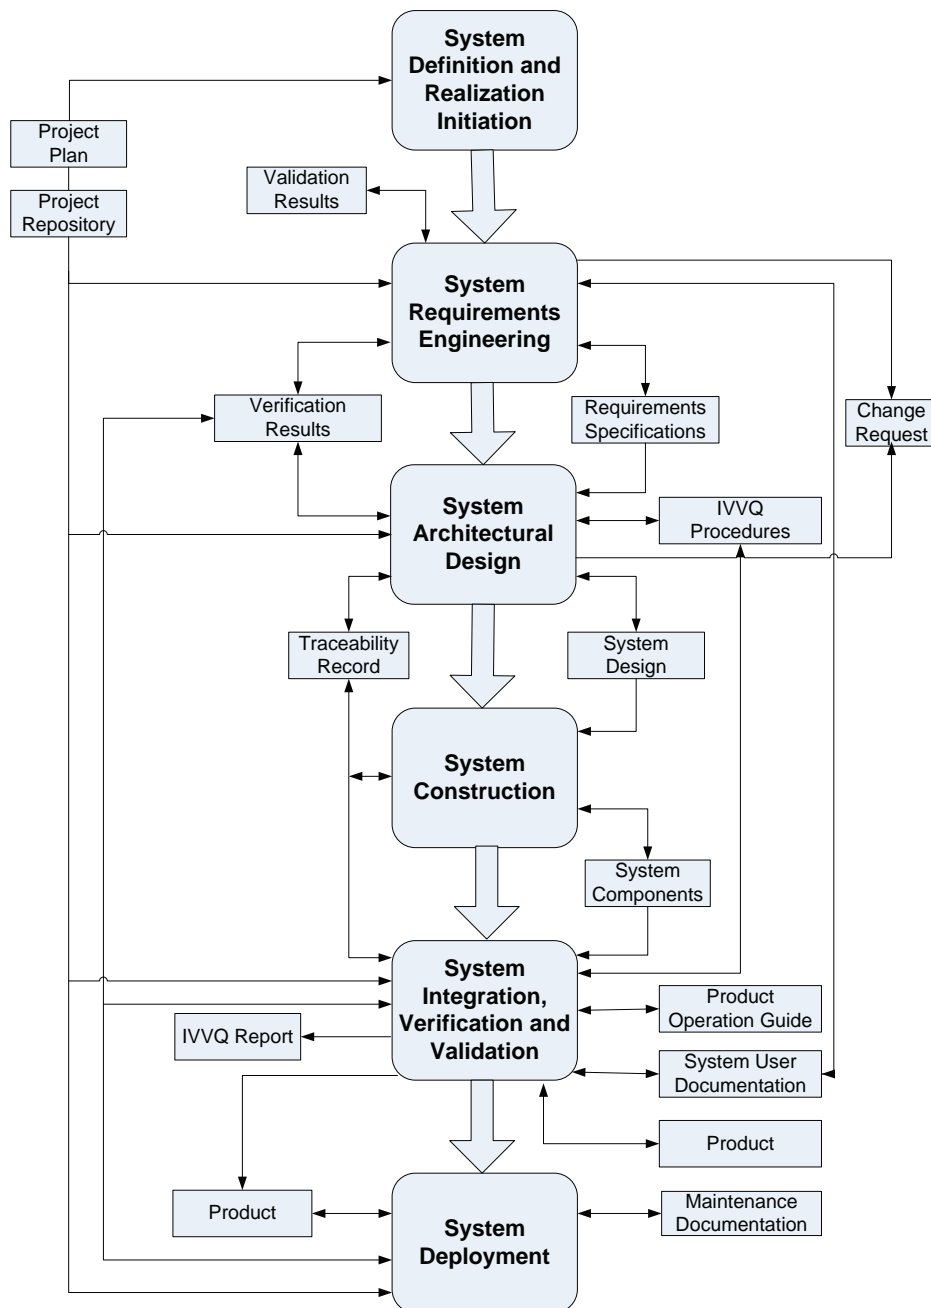 System
Definition and
Realization
Initiation
Project
Plan
Validation
Results
Project
Repository
System
Requirements
Engineering
Verification
Results
Requirements
Specifications
Change
Request
System
Architectural
Design
IVVQ
Procedures
Traceability
Record
System
Design
System
Construction
System
Components
System
Integration,
Verification and
Validation
Product
Operation Guide
IVVQ Report
System User
Documentation
Product
Product
Maintenance
Documentation
System
Deployment